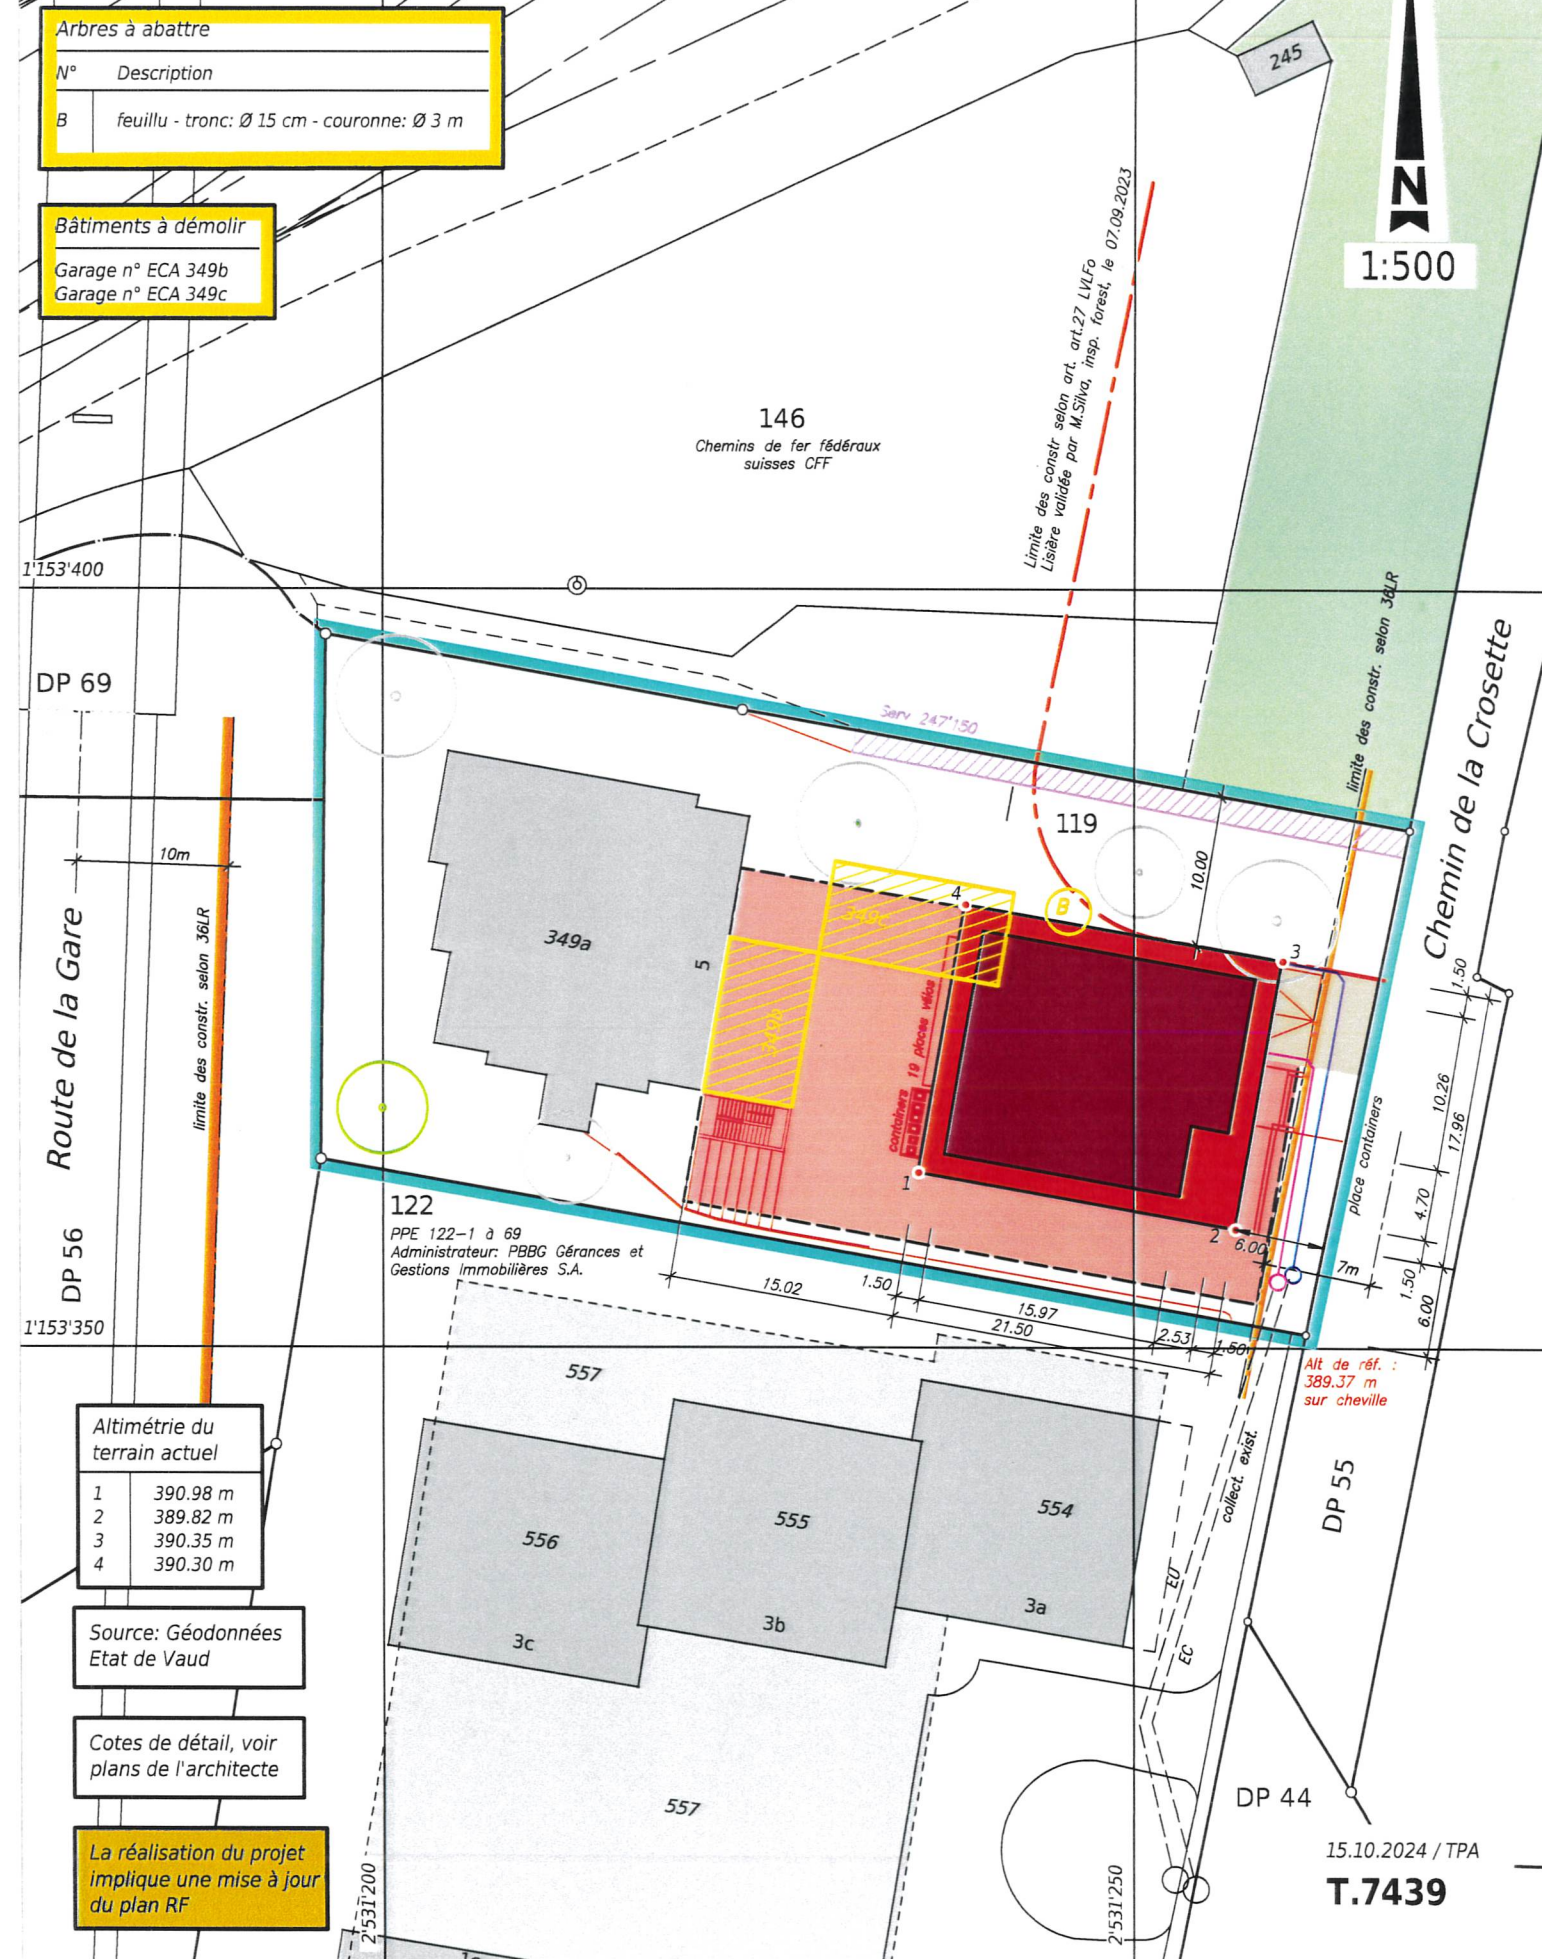 Arbres à abattre
N° Description
B feuillu - tronc: Ø 15 cm - couronne: Ø 3 m
Bâtiments à démolir
Garage n° ECA 349b
Garage n° ECA 349c
245
N
1:500
146
Chemins de fer fédéraux
suisses CFF
Limite des constr selon art. art.27 LVLFo
Lisière validée par M.Silva, insp. forest, le 07.09.2023
1'153'400
DP 69
10m
limite des constr. selon 36LR
Route de la Gare
DP 56
Serv 247'150
119
10.00
limite des constr. selon 36LR
Chemin de la Crosette
349a
5
349c
349b
4
B
3
containers 19 places vélos
1
2
6.00
7m
place containers
1.50
10.26
17.96
4.70
1.50
6.00
122
PPE 122-1 à 69
Administrateur: PBBG Gérances et
Gestions Immobilières S.A.
15.02
1.50
15.97
21.50
2.53
1.50
1'153'350
Alt de réf. :
389.37 m
sur cheville
557
556
555
554
3c
3b
3a
557
collect. exist.
EU
EC
DP 55
DP 44
Altimétrie du
terrain actuel
1 390.98 m
2 389.82 m
3 390.35 m
4 390.30 m
Source: Géodonnées
Etat de Vaud
Cotes de détail, voir
plans de l'architecte
La réalisation du projet
implique une mise à jour
du plan RF
2'531'200
2'531'250
15.10.2024 / TPA
T.7439